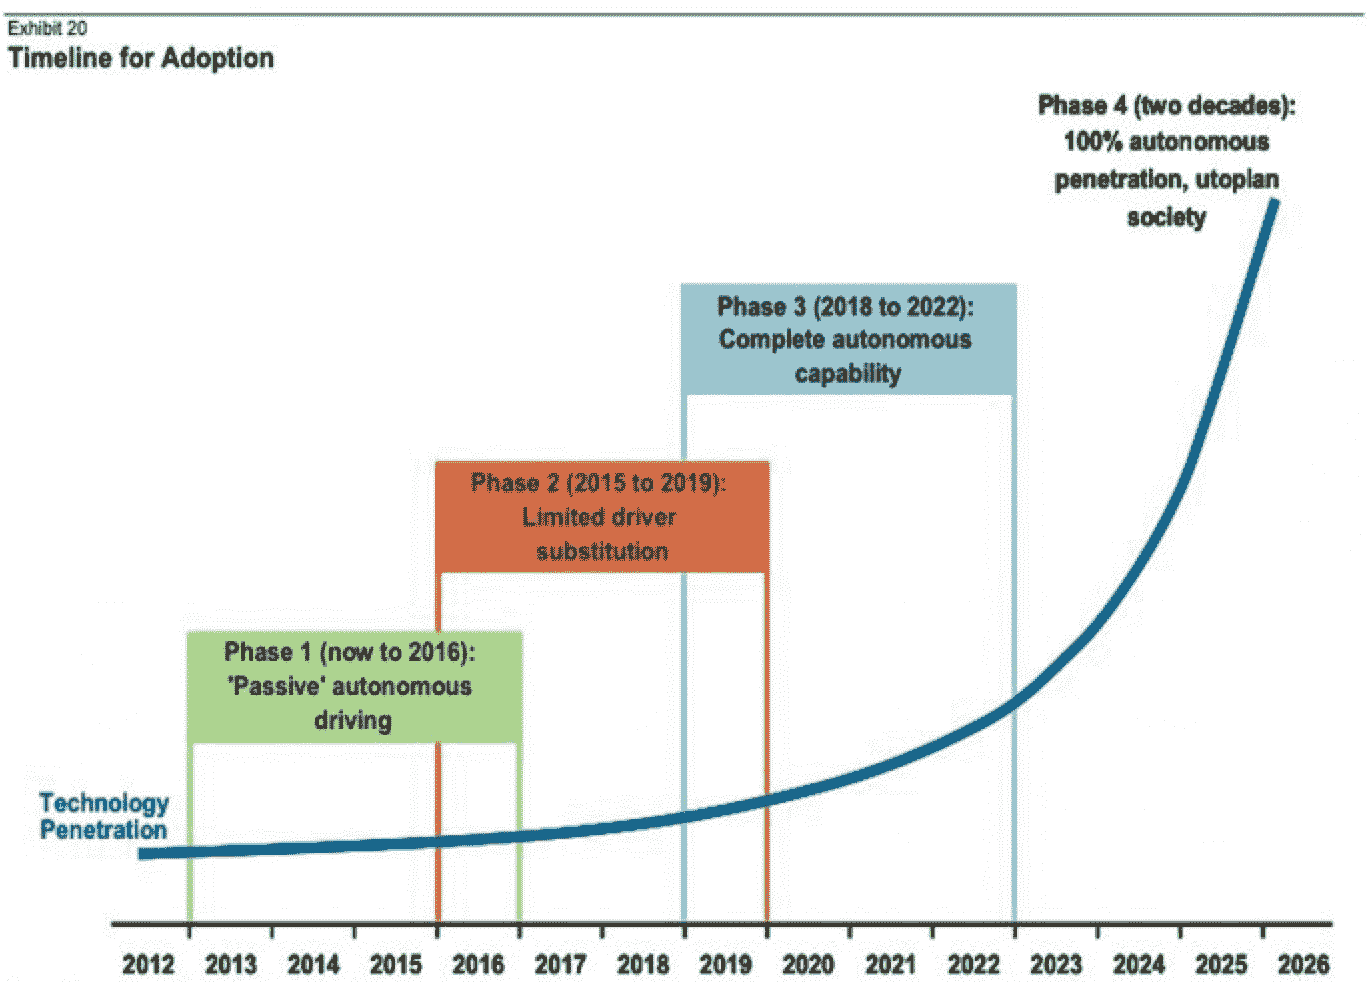 Exhibit 20
Timeline for Adoption
Phase 4 (two decades):
100% autonomous
penetration, utopian
society
Phase 3 (2018 to 2022):
Complete autonomous
capability
Phase 2 (2015 to 2019):
Limited driver
substitution
Phase 1 (now to 2016):
'Passive' autonomous
driving
Technology
Penetration
2012 2013 2014 2015 2016 2017 2018 2019 2020 2021 2022 2023 2024 2025 2026